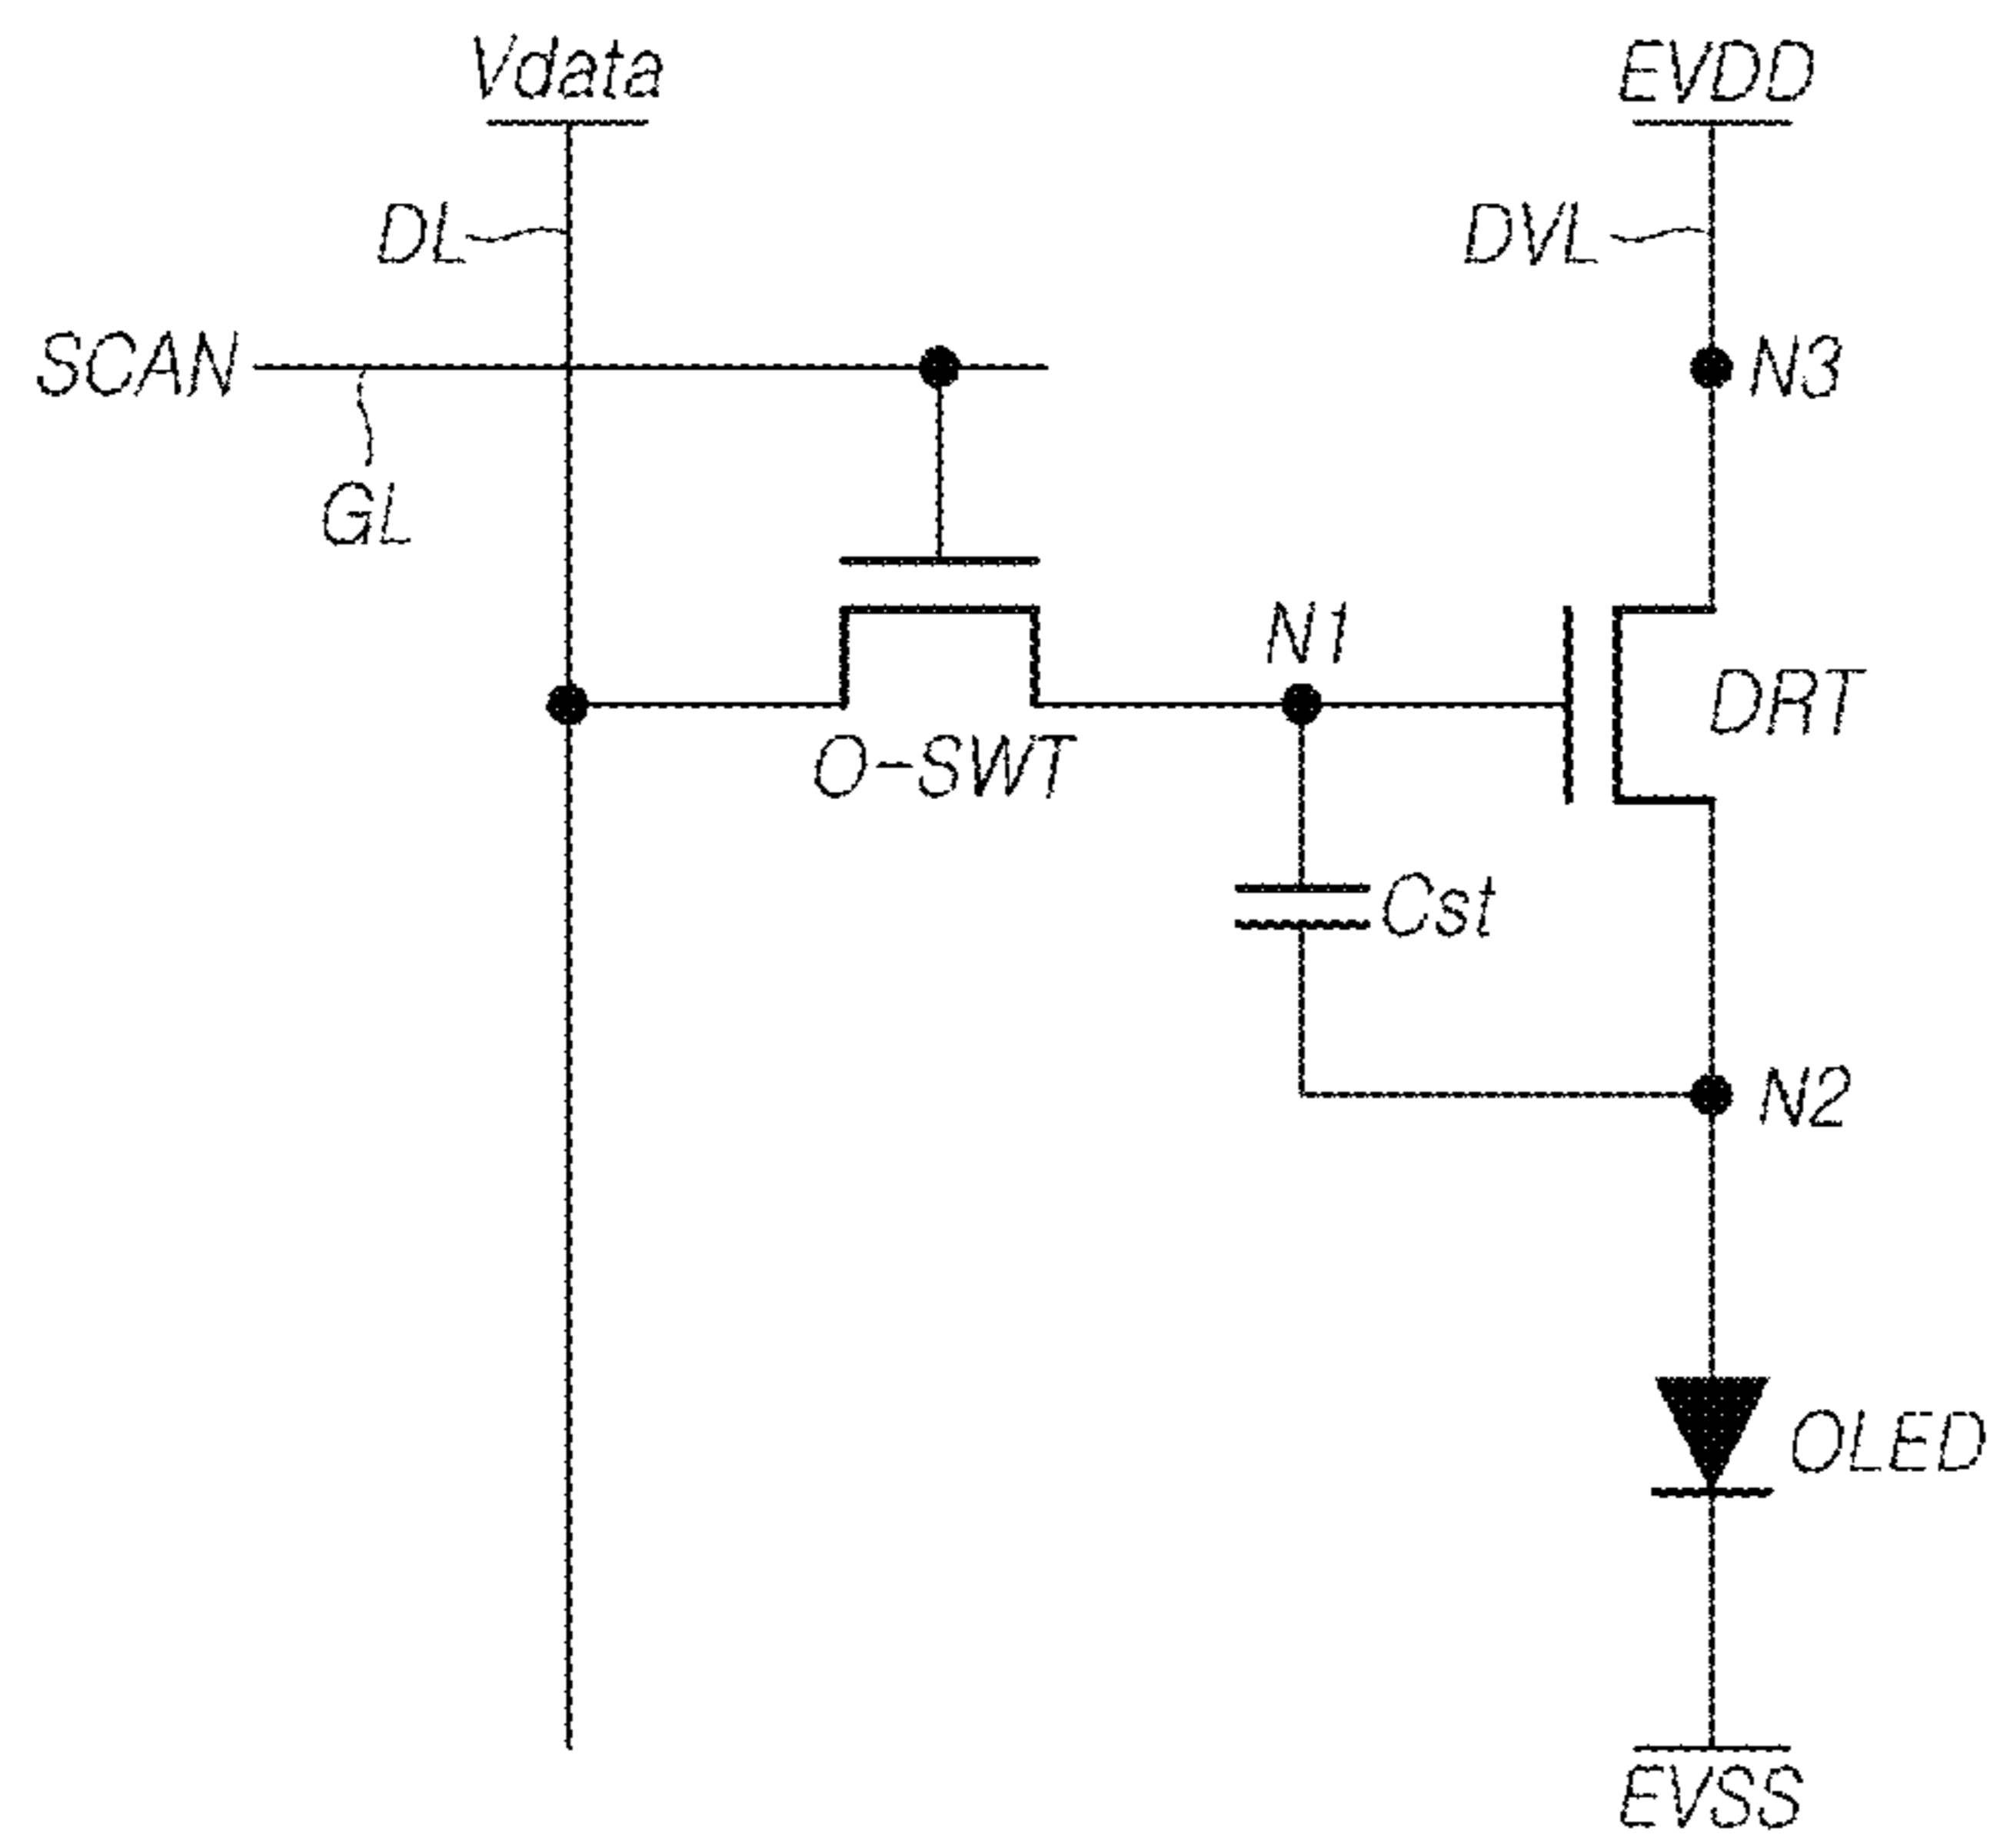 Vdata
EVDD
DL
DVL
SCAN
N3
GL
N1
DRT
O-SWT
Cst
N2
OLED
EVSS